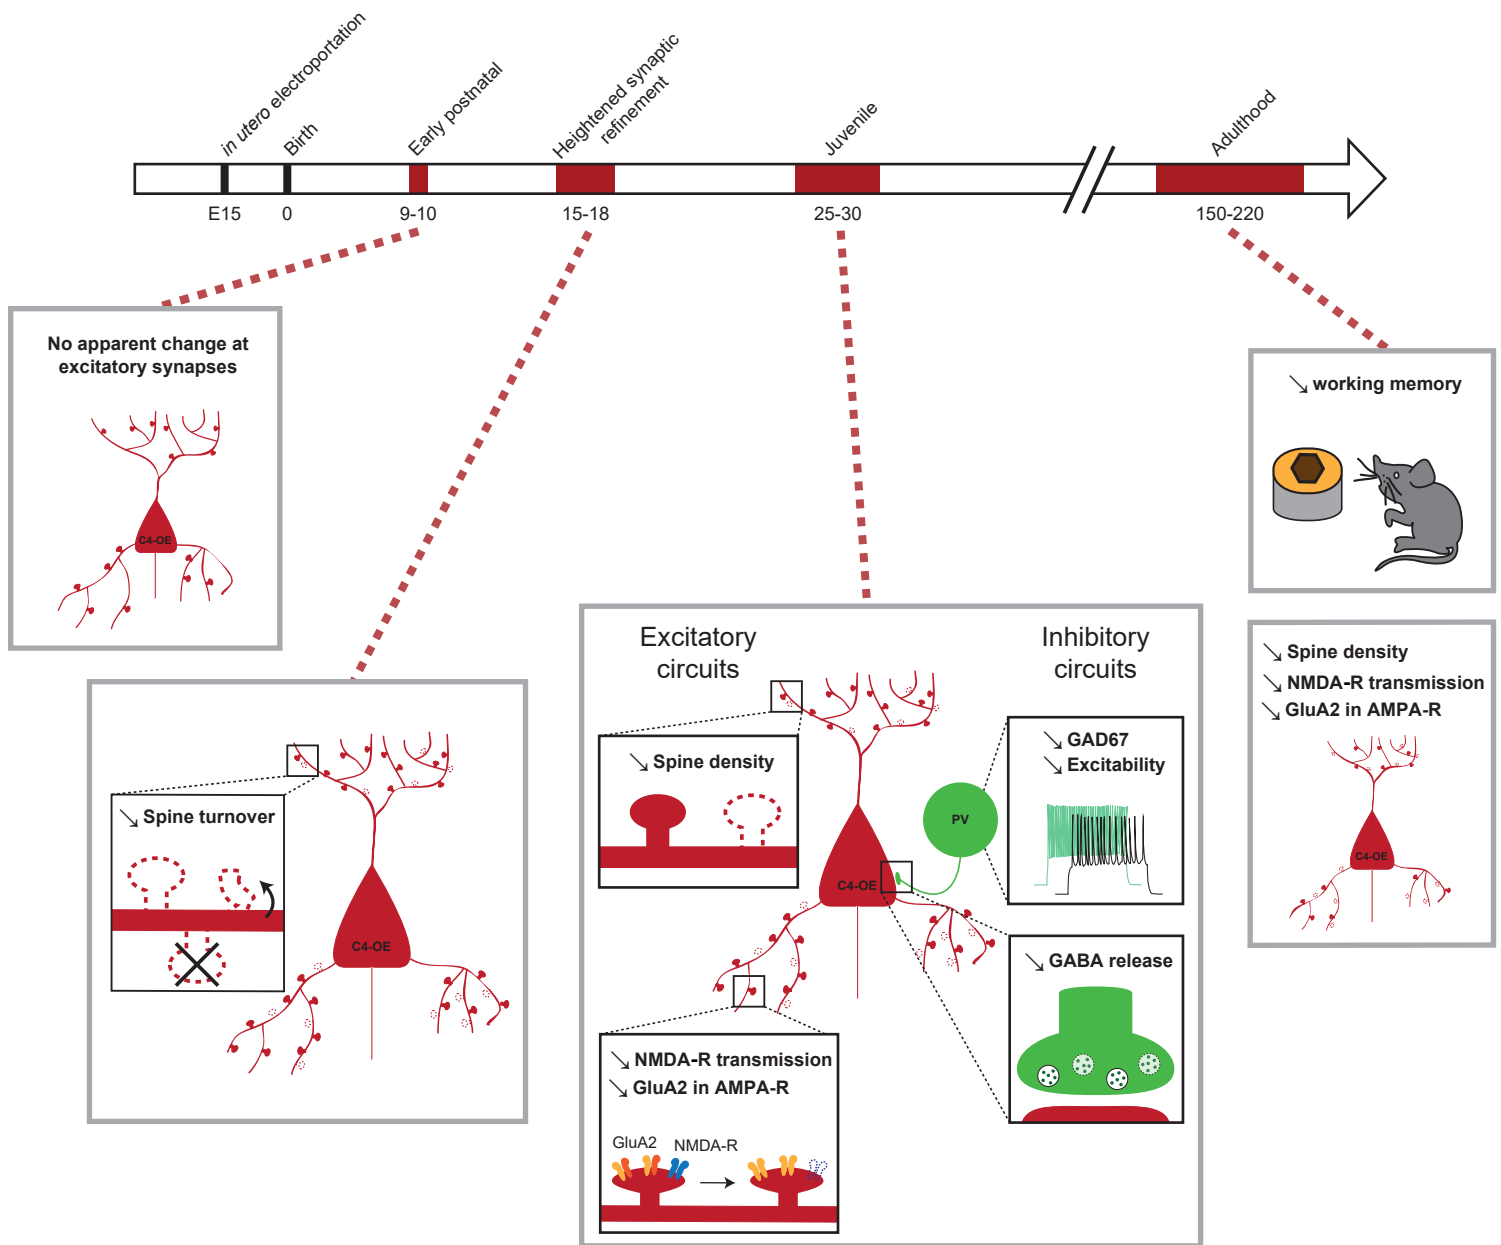 in utero electroportation
Birth
Early postnatal
Heightened synaptic
refinement
Juvenile
Adulthood
E15
0
9-10
15-18
25-30
150-220
No apparent change at
excitatory synapses
C4-OE
↘ Spine turnover
C4-OE
Excitatory
circuits
Inhibitory
circuits
↘ Spine density
↘ GAD67
↘ Excitability
PV
C4-OE
↘ GABA release
↘ NMDA-R transmission
↘ GluA2 in AMPA-R
GluA2
NMDA-R
↘ working memory
↘ Spine density
↘ NMDA-R transmission
↘ GluA2 in AMPA-R
C4-OE